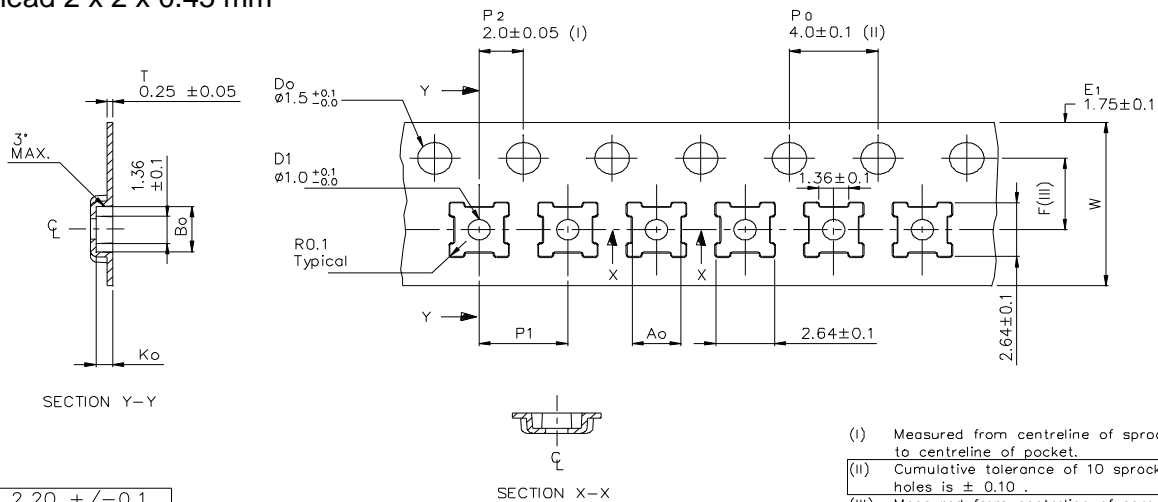 lead 2 x 2 x 0.45 mm
P2
2.0±0.05 (I)
P0
4.0±0.1 (II)
T
0.25 ±0.05
Y
Do
ø1.5 +0.1 -0.0
E1
1.75±0.1
3°
MAX.
1.36
±0.1
D1
ø1.0 +0.1 -0.0
1.36±0.1
F(III)
W
Bo
C L
R0.1
Typical
X
X
Y
P1
Ao
2.64±0.1
2.64±0.1
Ko
SECTION Y-Y
C L
SECTION X-X
(I) Measured from centreline of
to centreline of pocket.
(II) Cumulative tolerance of 10
holes is ± 0.10 .
2.20 +/-0.1